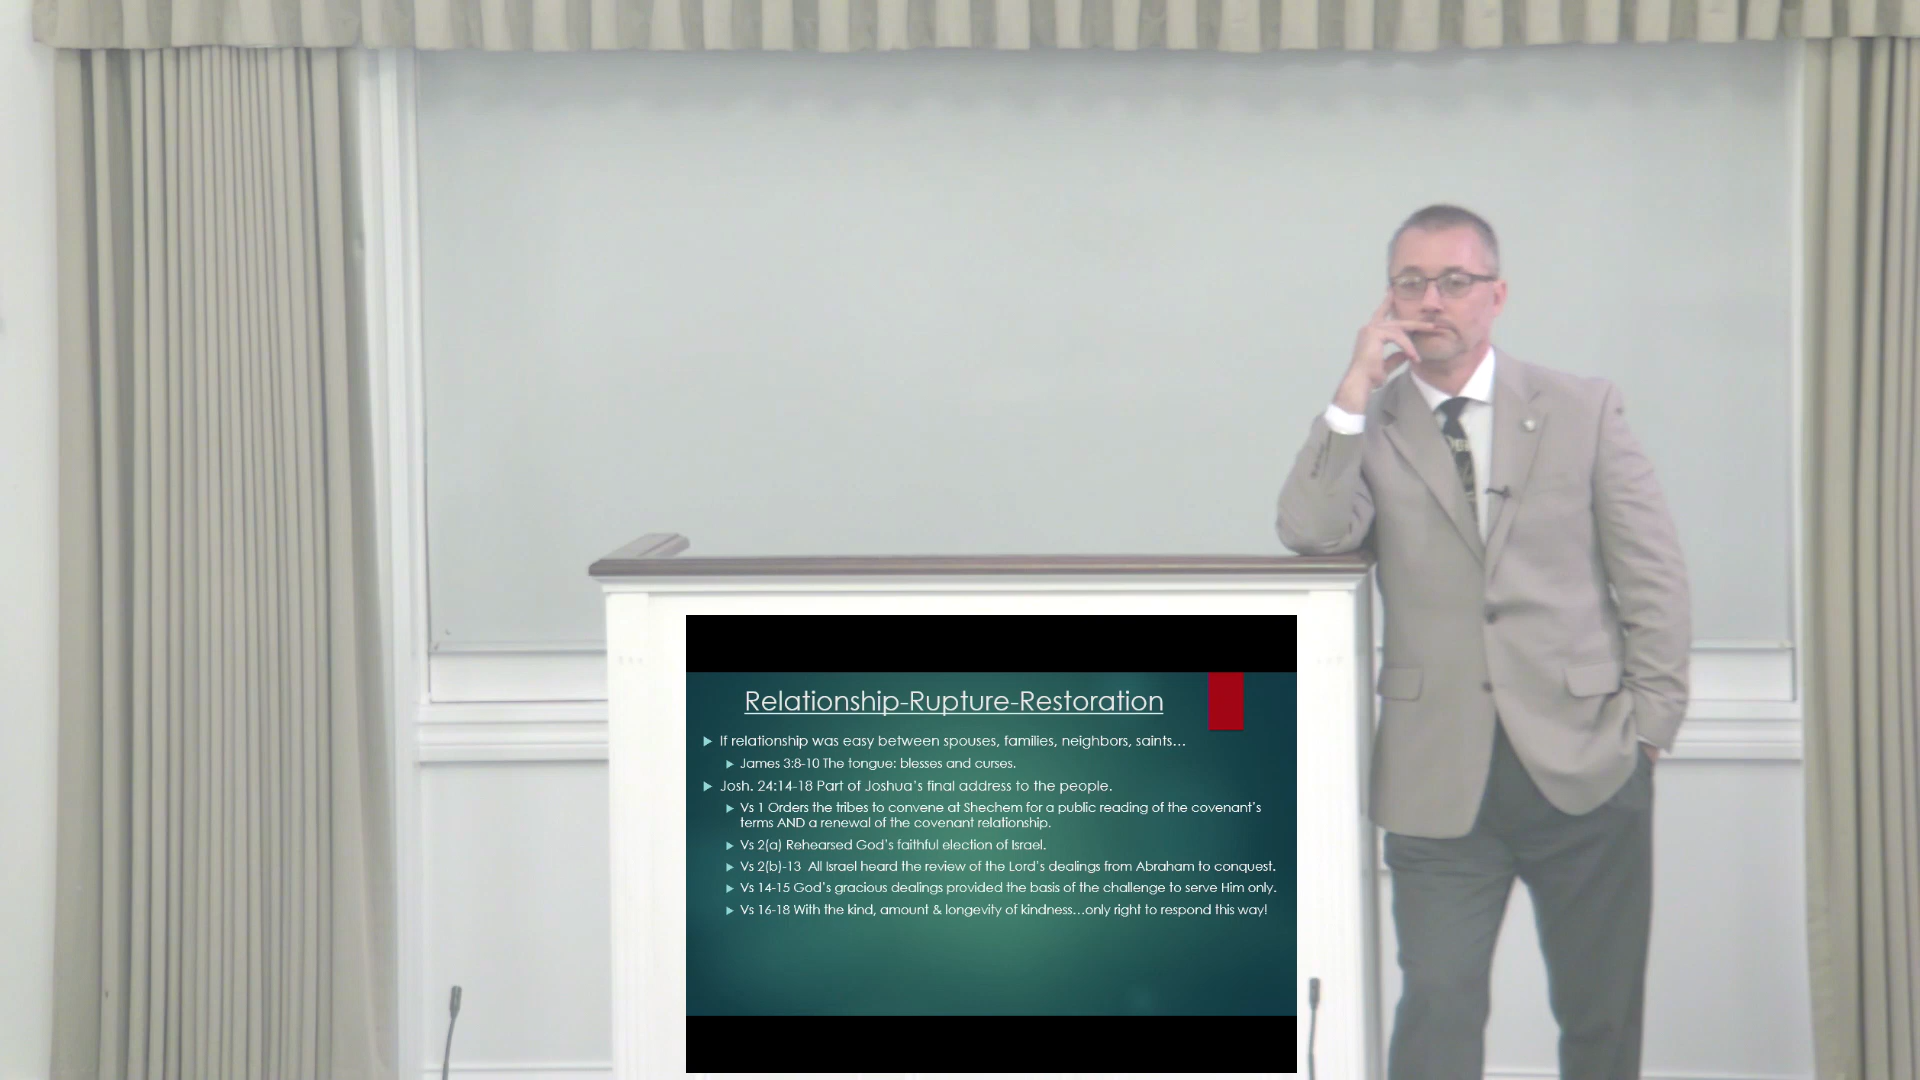 Relationship-Rupture-Restoration
If relationship was easy between spouses, families, neighbors, saints…
James 3:8-10 The tongue: blesses and curses.
Josh. 24:14-18 Part of Joshua's final address to the people.
Vs 1 Orders the tribes to convene at Shechem for a public reading of the covenant's
terms AND a renewal of the covenant relationship.
Vs 2(a) Rehearsed God's faithful election of Israel.
Vs 2(b)-13 All Israel heard the review of the Lord's dealings from Abraham to conquest.
Vs 14-15 God's gracious dealings provided the basis of the challenge to serve Him only.
Vs 16-18 With the kind, amount & longevity of kindness…only right to respond this way!